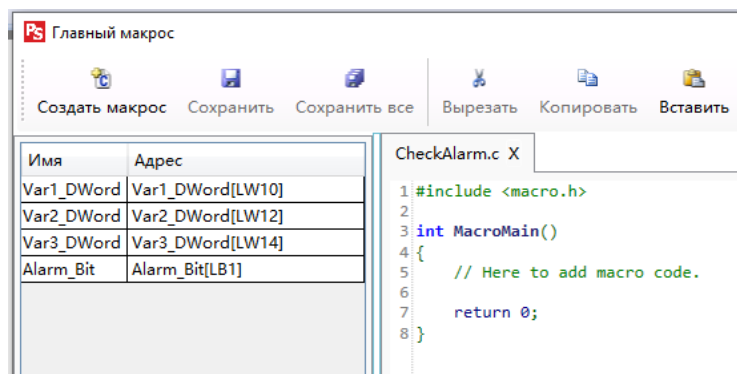 PS Главный макрос
Создать макрос Сохранить Сохранить все Вырезать Копировать Вставить
Имя Адрес
Var1_DWord Var1_DWord[LW10]
Var2_DWord Var2_DWord[LW12]
Var3_DWord Var3_DWord[LW14]
Alarm_Bit Alarm_Bit[LB1]
CheckAlarm.c X
1 #include <macro.h>
2
3 int MacroMain()
4 {
5 // Here to add macro code.
6
7 return 0;
8 }